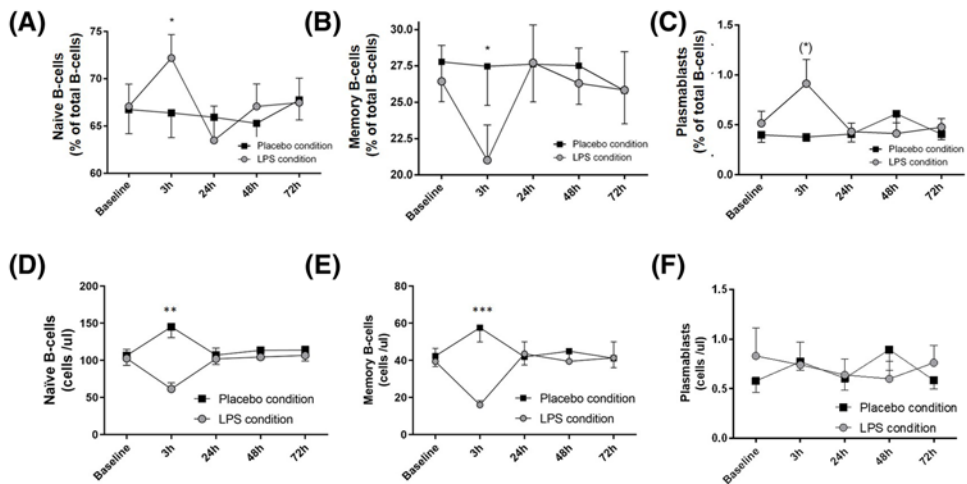 (A)
Naive B-cells
(% of total B-cells)
75
70
65
60
*
Placebo condition
LPS condition
Baseline
3h
24h
48h
72h
(B)
Memory B-cells
(% of total B-cells)
30.0
27.5
25.0
22.5
20.0
*
Placebo condition
LPS condition
Baseline
3h
24h
48h
72h
(C)
Plasmablasts
(% of total B-cells)
1.5
1.0
0.5
0.0
(*)
Placebo condition
LPS condition
Baseline
3h
24h
48h
72h
(D)
Naïve B-cells
(cells /ul)
200
150
100
50
0
**
Placebo condition
LPS condition
Baseline
3h
24h
48h
72h
(E)
Memory B-cells
(cells /ul)
80
60
40
20
0
***
Placebo condition
LPS condition
Baseline
3h
24h
48h
72h
(F)
Plasmablasts
(cells /ul)
1.5
1.0
0.5
0.0
Placebo condition
LPS condition
Baseline
3h
24h
48h
72h